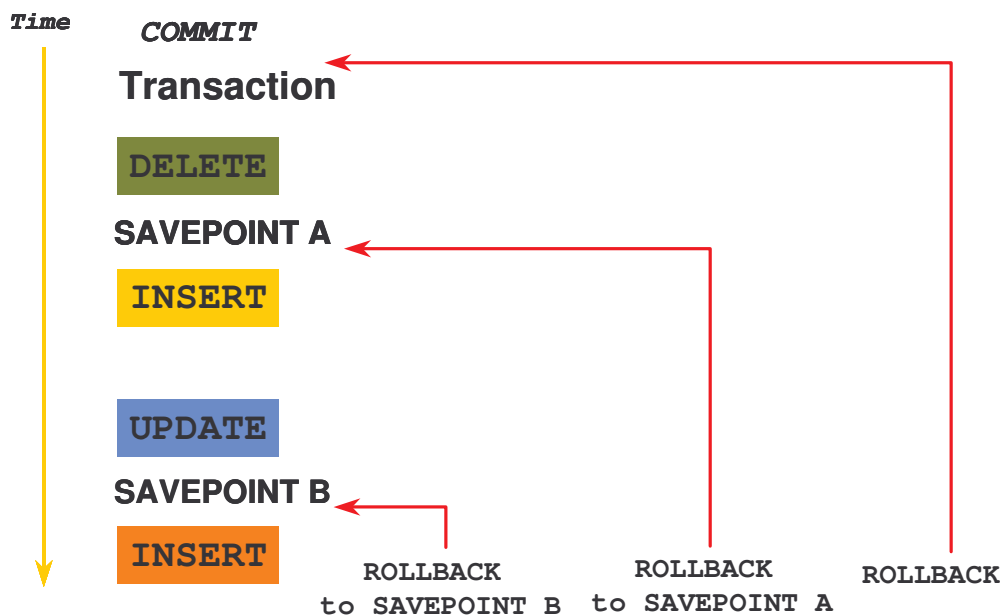 Time
COMMIT
Transaction
DELETE
SAVEPOINT A
INSERT
UPDATE
SAVEPOINT B
INSERT
ROLLBACK
to SAVEPOINT B
ROLLBACK
to SAVEPOINT A
ROLLBACK